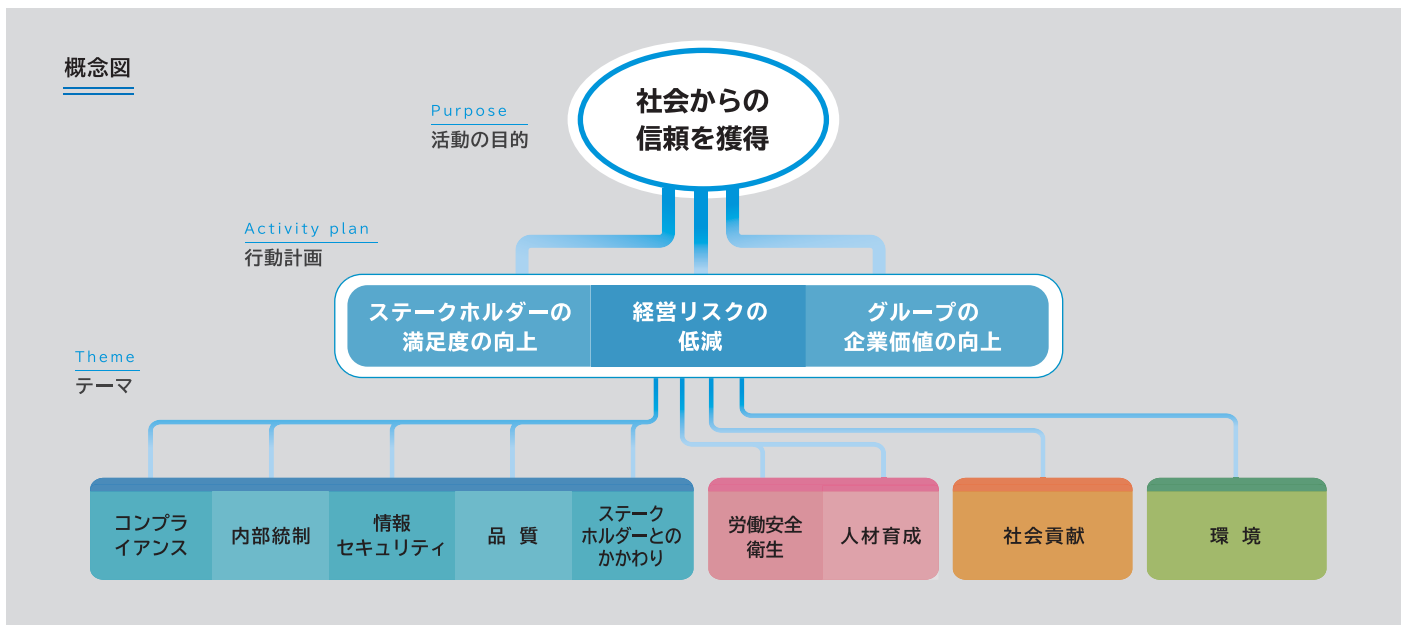 概念図
Purpose
活動の目的
社会からの
信頼を獲得
Activity plan
行動計画
ステークホルダーの
満足度の向上
経営リスクの
低減
グループの
企業価値の向上
Theme
テーマ
コンプラ
イアンス
内部統制
情報
セキュリティ
品 質
ステーク
ホルダーとの
かかわり
労働安全
衛生
人材育成
社会貢献
環 境